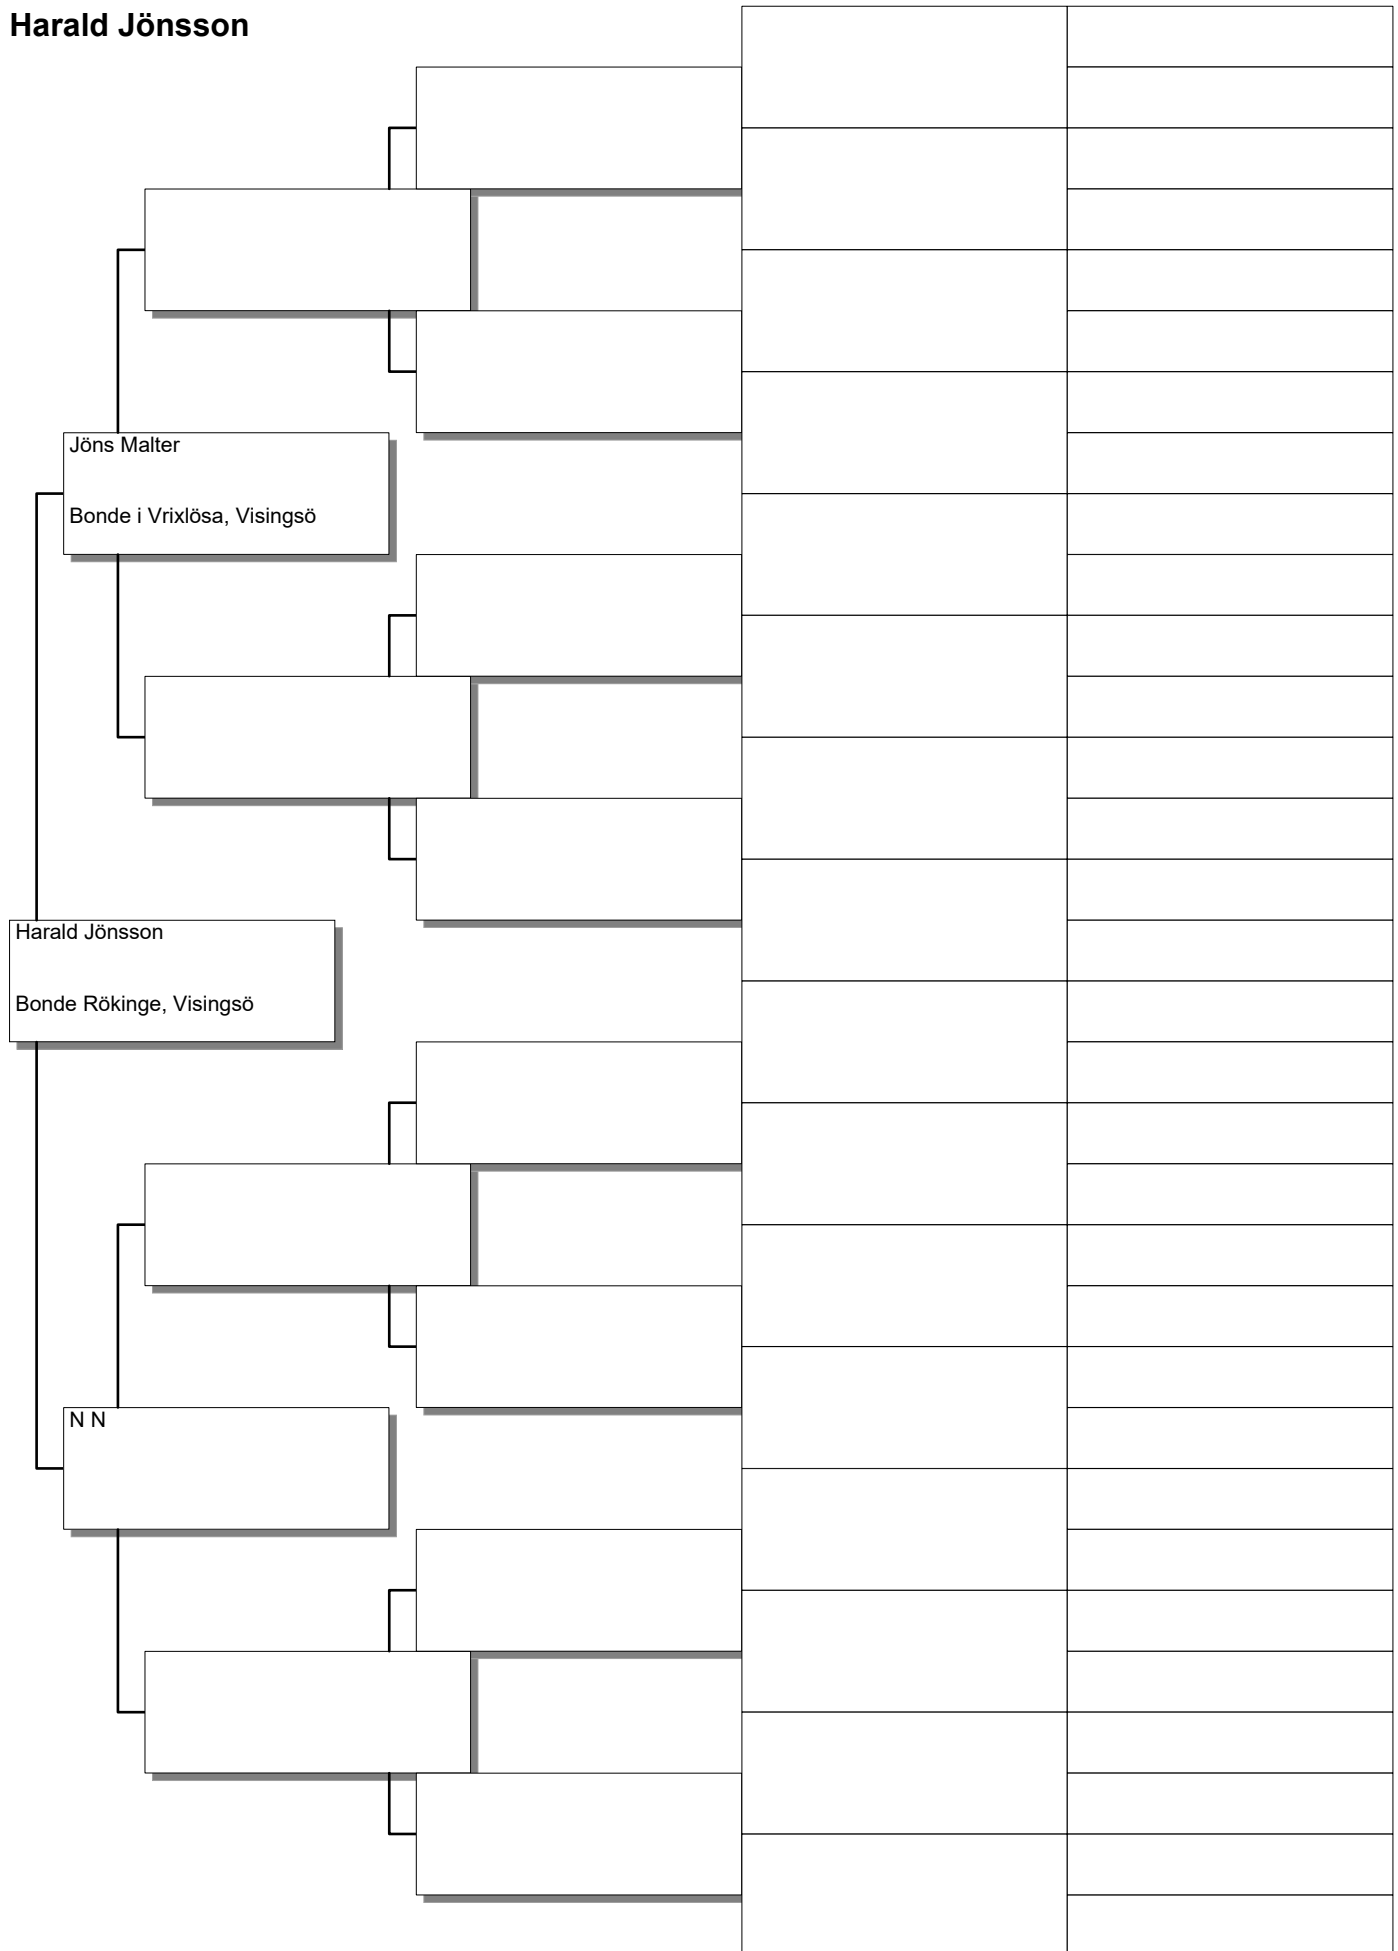 Harald Jönsson
Jöns Malter
Bonde i Vrixlösa, Visingsö
Harald Jönsson
Bonde Rökinge, Visingsö
N N